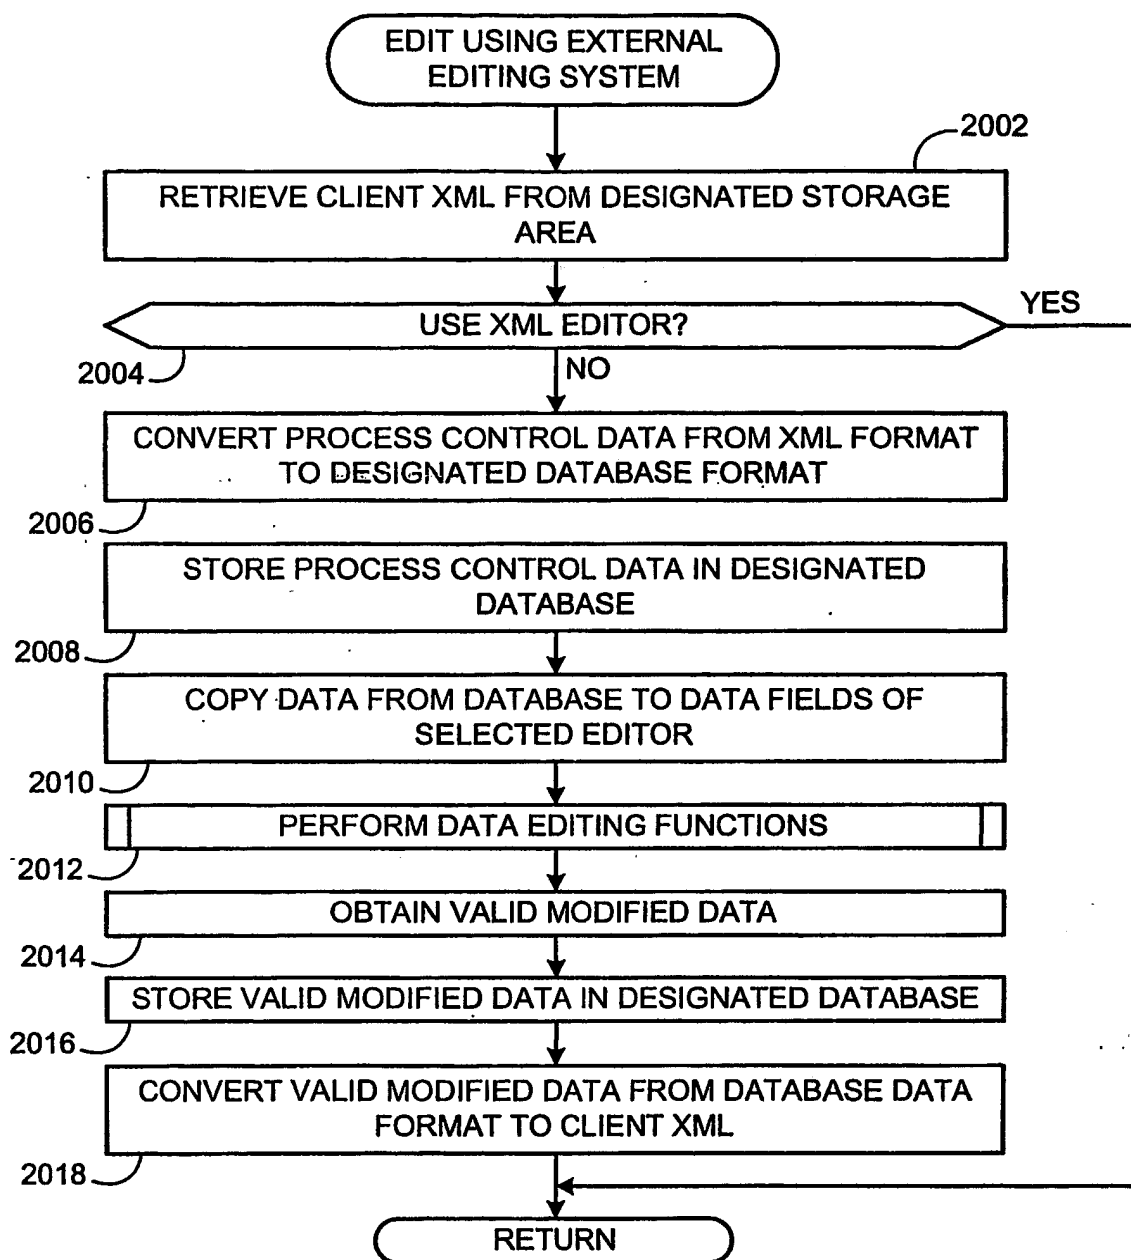 EDIT USING EXTERNAL
EDITING SYSTEM
2002
RETRIEVE CLIENT XML FROM DESIGNATED STORAGE
AREA
USE XML EDITOR?
YES
2004
NO
CONVERT PROCESS CONTROL DATA FROM XML FORMAT
TO DESIGNATED DATABASE FORMAT
2006
STORE PROCESS CONTROL DATA IN DESIGNATED
DATABASE
2008
COPY DATA FROM DATABASE TO DATA FIELDS OF
SELECTED EDITOR
2010
PERFORM DATA EDITING FUNCTIONS
2012
OBTAIN VALID MODIFIED DATA
2014
STORE VALID MODIFIED DATA IN DESIGNATED DATABASE
2016
CONVERT VALID MODIFIED DATA FROM DATABASE DATA
FORMAT TO CLIENT XML
2018
RETURN